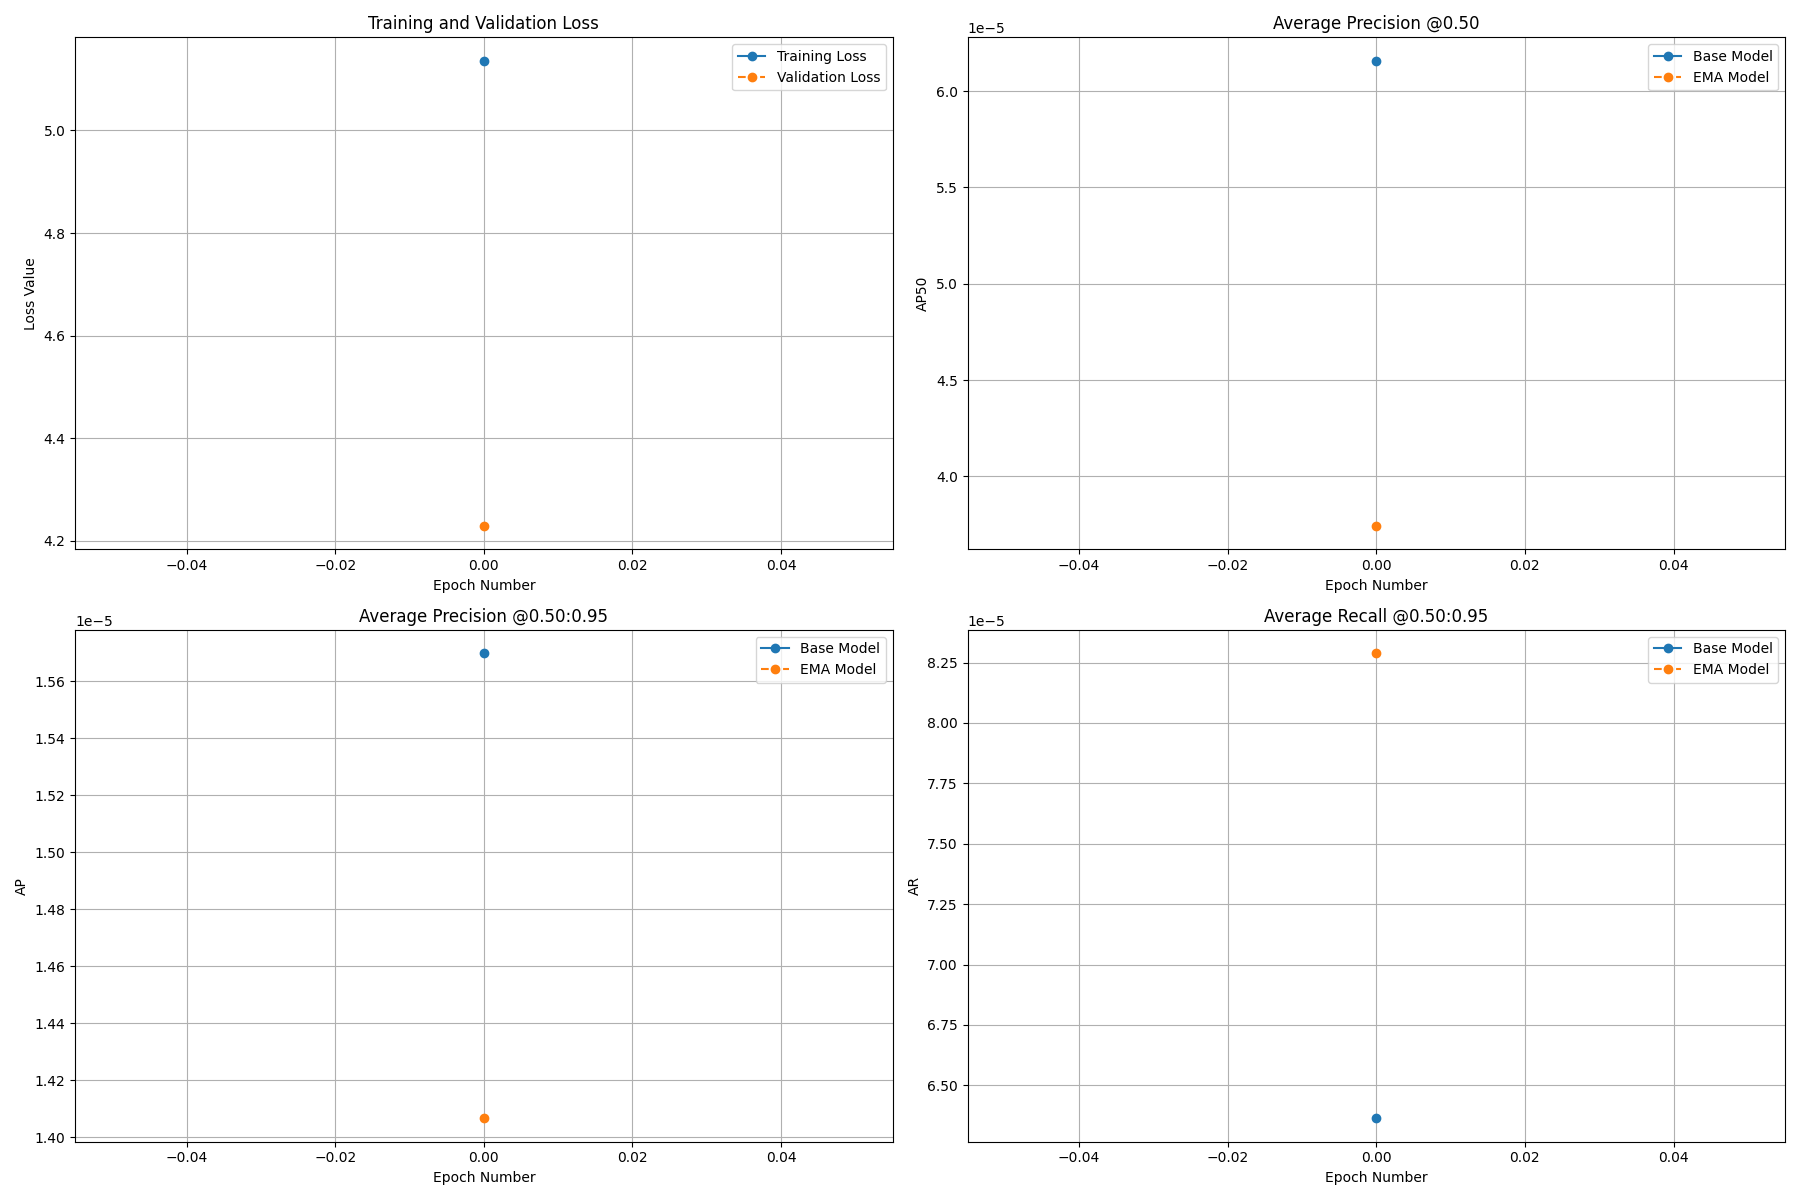 Training and Validation Loss
Training Loss
Validation Loss
5.0
4.8
4.6
4.4
4.2
Loss Value
−0.04 −0.02 0.00 0.02 0.04
Epoch Number
Average Precision @0.50
1e−5
Base Model
EMA Model
6.0
5.5
5.0
4.5
4.0
AP50
−0.04 −0.02 0.00 0.02 0.04
Epoch Number
Average Precision @0.50:0.95
1e−5
Base Model
EMA Model
1.56
1.54
1.52
1.50
1.48
1.46
1.44
1.42
1.40
AP
−0.04 −0.02 0.00 0.02 0.04
Epoch Number
Average Recall @0.50:0.95
1e−5
Base Model
EMA Model
8.25
8.00
7.75
7.50
7.25
7.00
6.75
6.50
AR
−0.04 −0.02 0.00 0.02 0.04
Epoch Number